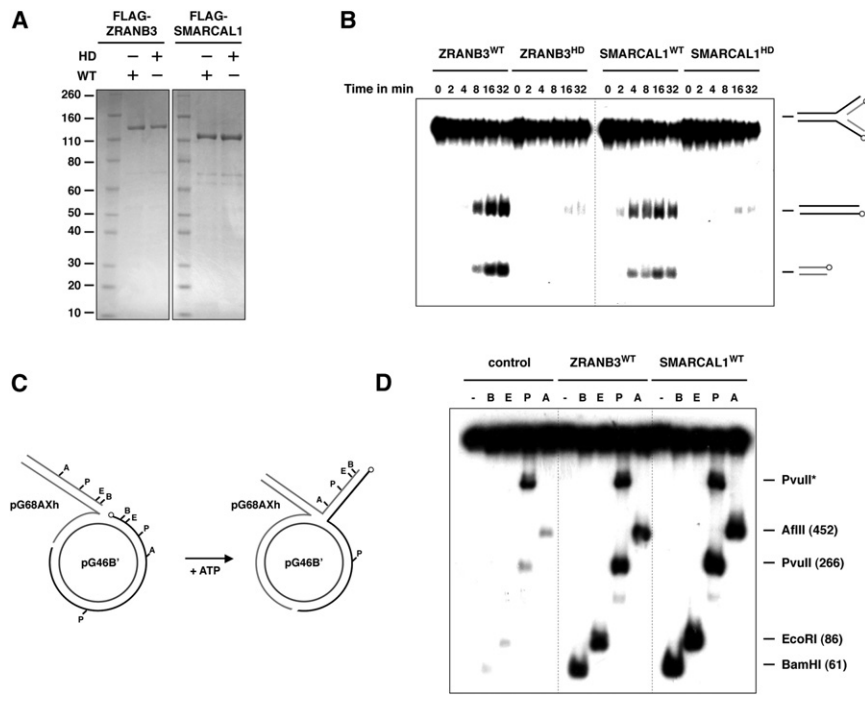 A
FLAG-
ZRANB3
FLAG-
SMARCAL1
HD – + – +
WT + – + –
260
160
110
80
60
50
40
30
20
10
B
ZRANB3WT ZRANB3HD SMARCAL1WT SMARCAL1HD
Time in min 0 2 4 8 16 32 0 2 4 8 16 32 0 2 4 8 16 32 0 2 4 8 16 32
C
A
P
E
B
pG68AXh
B
E
P
A
pG46B'
P
+ ATP
B
E
P
A
pG68AXh
pG46B'
P
D
control ZRANB3WT SMARCAL1WT
- B E P A - B E P A - B E P A
PvuII*
AflII (452)
PvuII (266)
EcoRI (86)
BamHI (61)